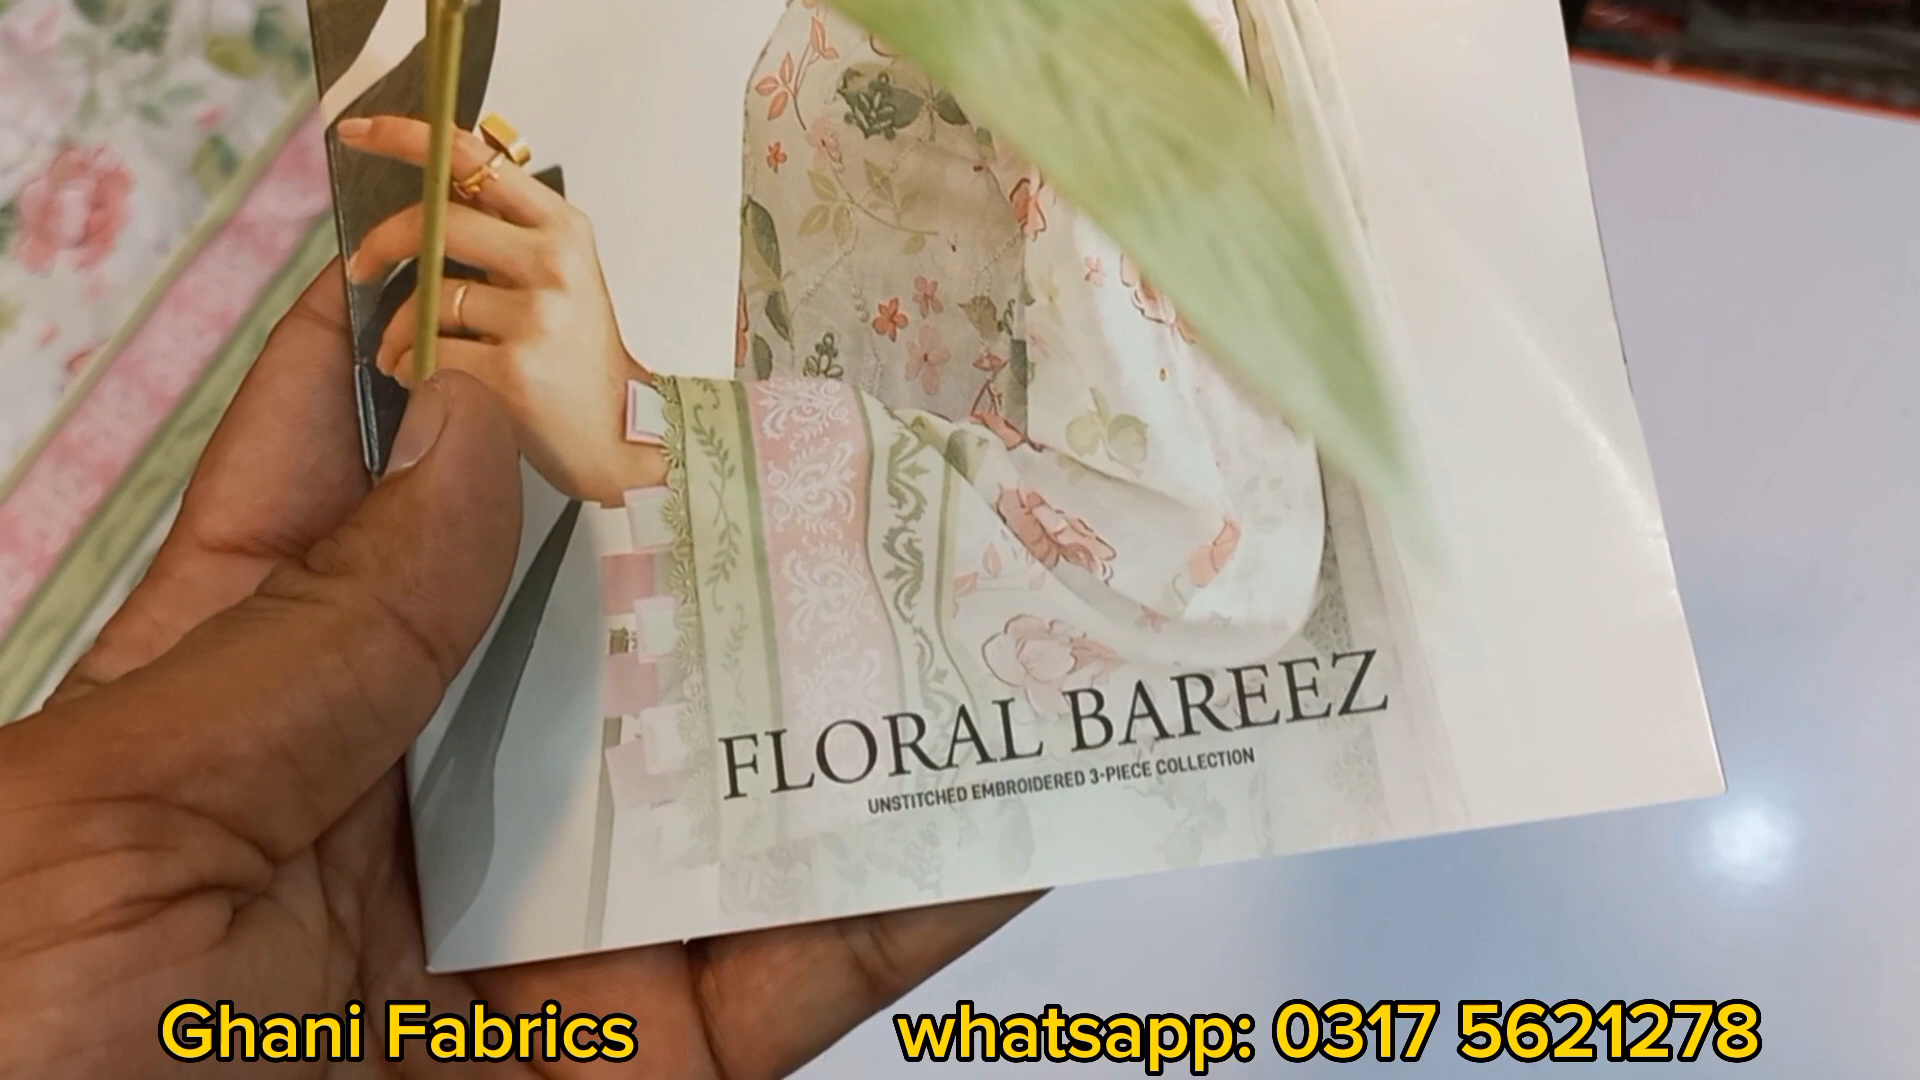 FLORAL BAREEZ
UNSTITCHED EMBROIDERED 3-PIECE COLLECTION
Ghani Fabrics
whatsapp: 0317 5621278